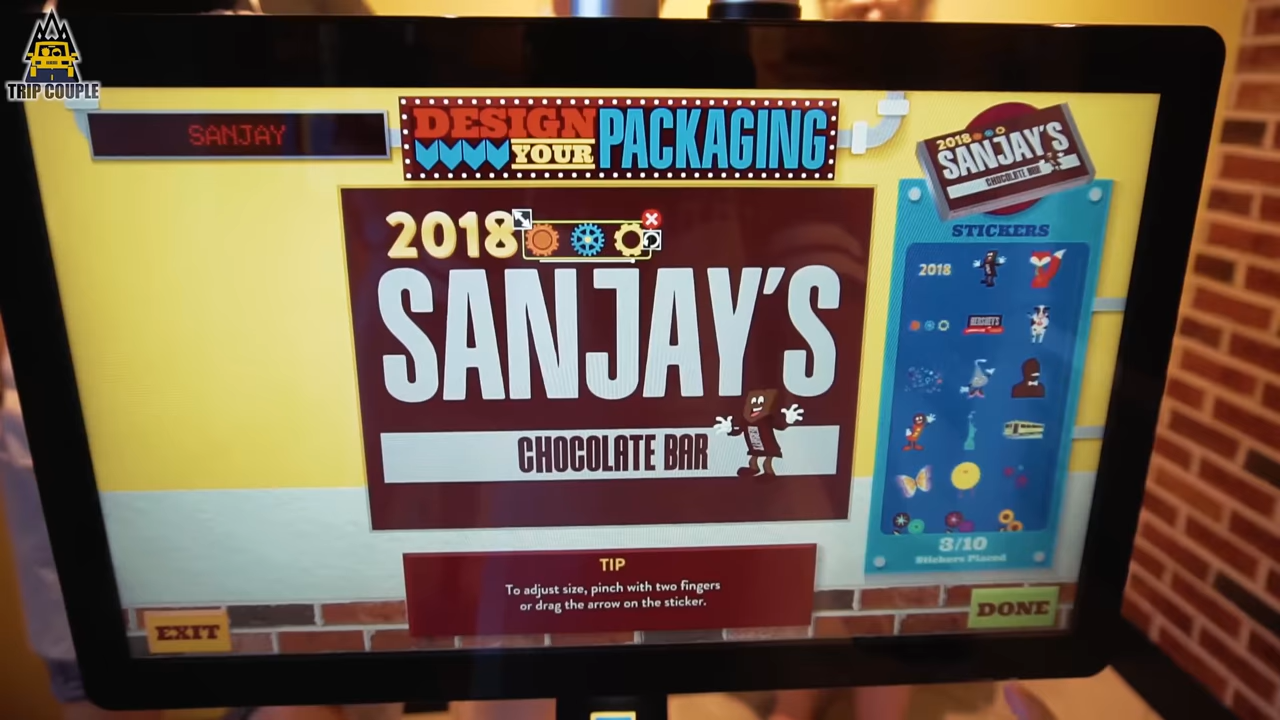 TRIP COUPLE
SANJAY
DESIGN
YOUR
PACKAGING
2018
SANJAY'S
CHOCOLATE BAR
2018
SANJAY'S
CHOCOLATE BAR
STICKERS
2018
HERSHEY'S
3/10
Stickers Placed
TIP
To adjust size, pinch with two fingers
or drag the arrow on the sticker.
EXIT
DONE